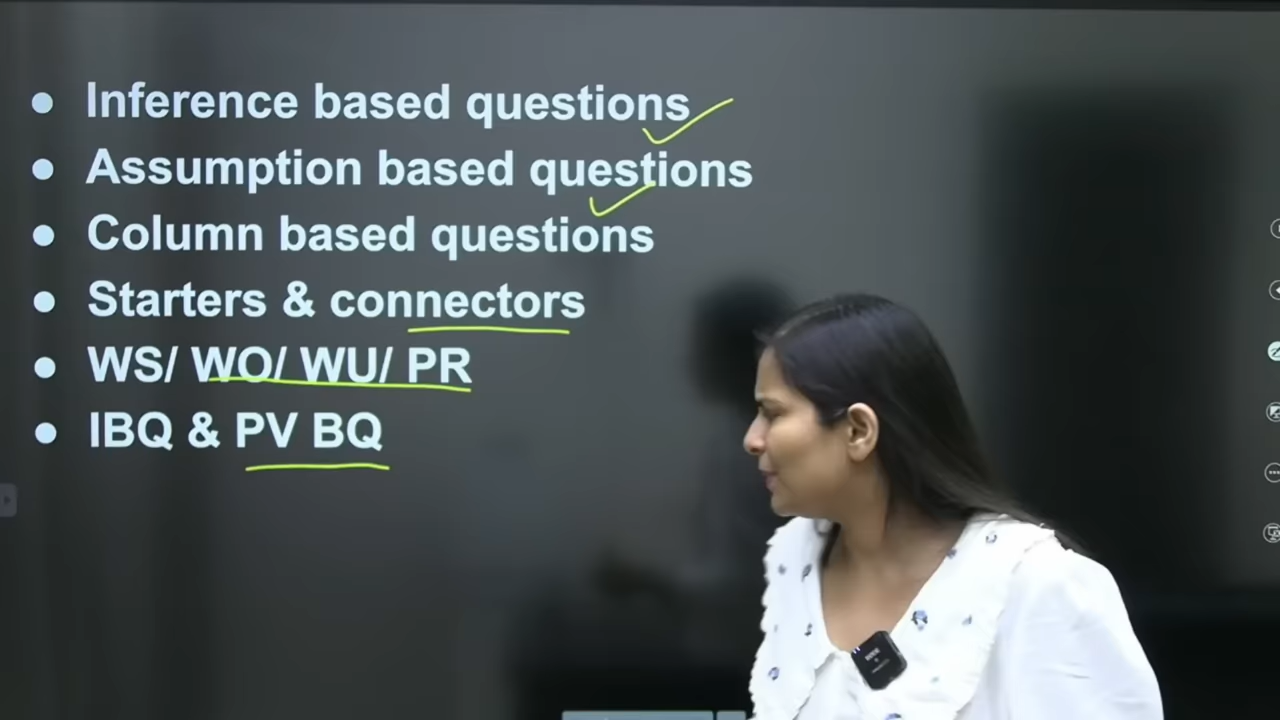 Inference based questions
Assumption based questions
Column based questions
Starters & connectors
WS/ WO/ WU/ PR
IBQ & PV BQ